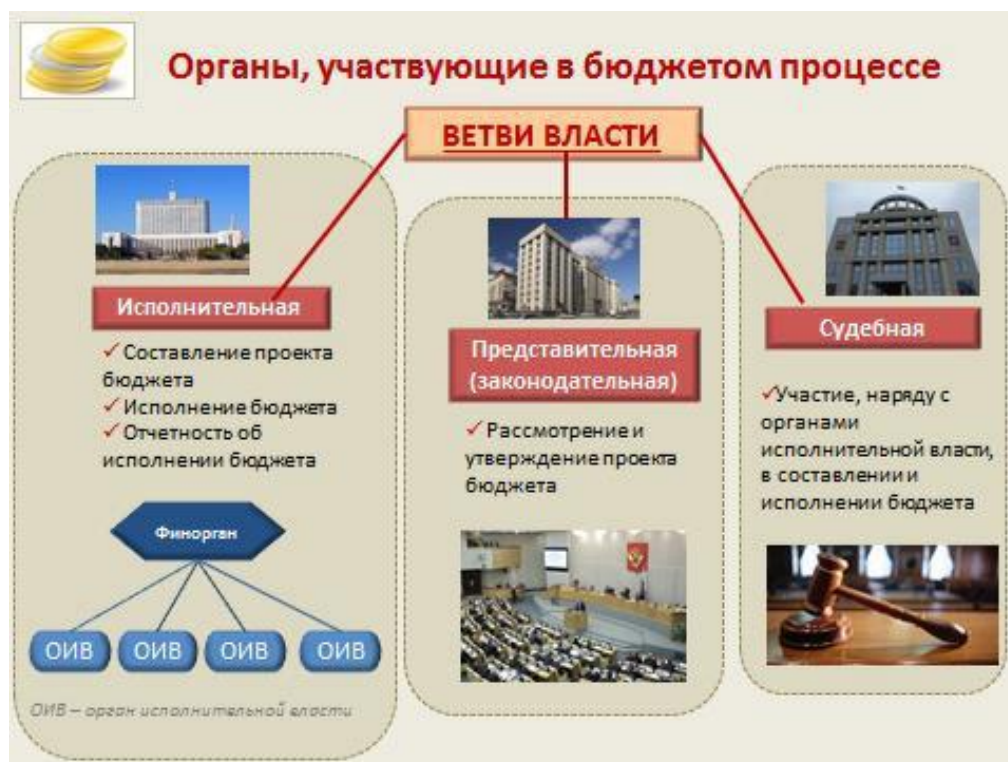 Органы, участвующие в бюджетом процессе
ВЕТВИ ВЛАСТИ
Исполнительная
✓Составление проекта
бюджета
✓Исполнение бюджета
✓Отчетность об
исполнении бюджета
Финорган
ОИВ ОИВ ОИВ ОИВ
ОИВ – орган исполнительной власти
Представительная
(законодательная)
✓Рассмотрение и
утверждение проекта
бюджета
Судебная
✓Участие, наряду с
органами
исполнительной власти,
в составлении и
исполнении бюджета